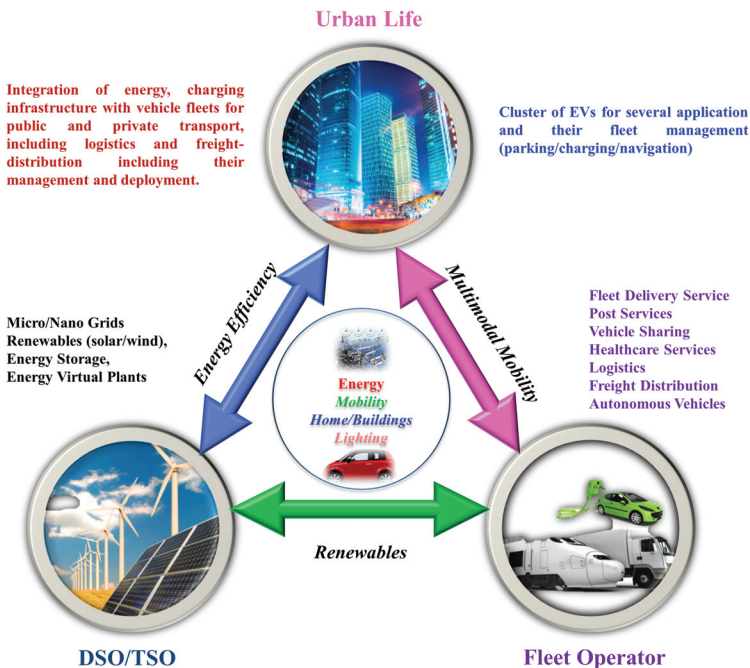 Urban Life
Integration of energy, charging
infrastructure with vehicle fleets for
public and private transport,
including logistics and freight-
distribution including their
management and deployment.
Cluster of EVs for several application
and their fleet management
(parking/charging/navigation)
Energy Efficiency
Multimodal Mobility
Micro/Nano Grids
Renewables (solar/wind),
Energy Storage,
Energy Virtual Plants
Energy
Mobility
Home/Buildings
Lighting
Fleet Delivery Service
Post Services
Vehicle Sharing
Healthcare Services
Logistics
Freight Distribution
Autonomous Vehicles
Renewables
DSO/TSO
Fleet Operator